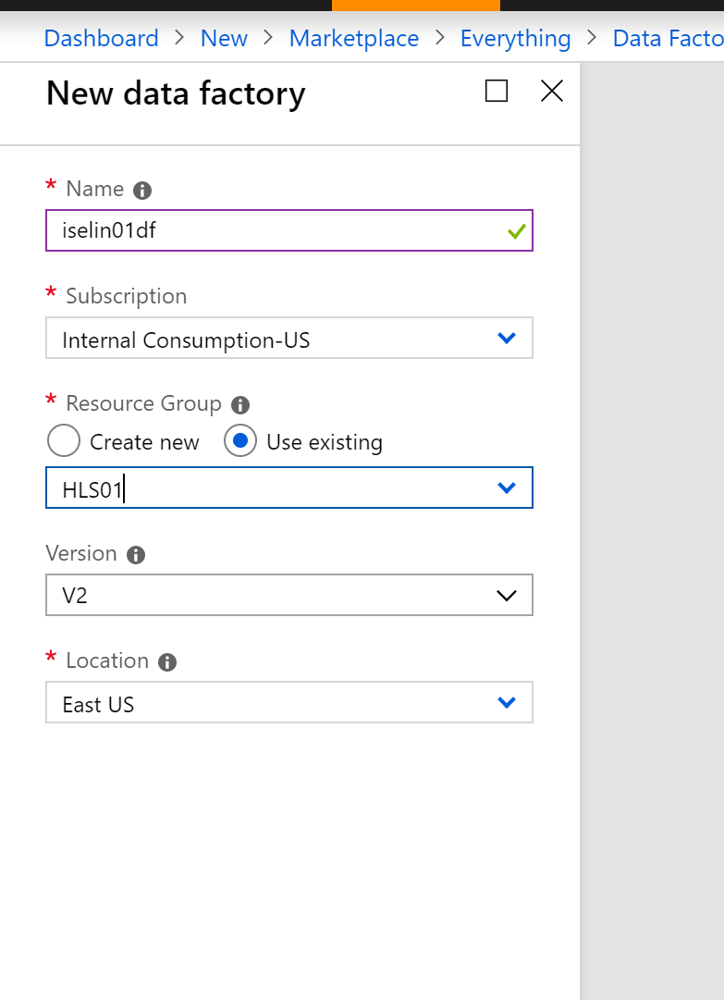 Dashboard > New > Marketplace > Everything > Data Facto
New data factory
* Name
iselin01df
* Subscription
Internal Consumption-US
* Resource Group
Create new Use existing
HLS01
Version
V2
* Location
East US